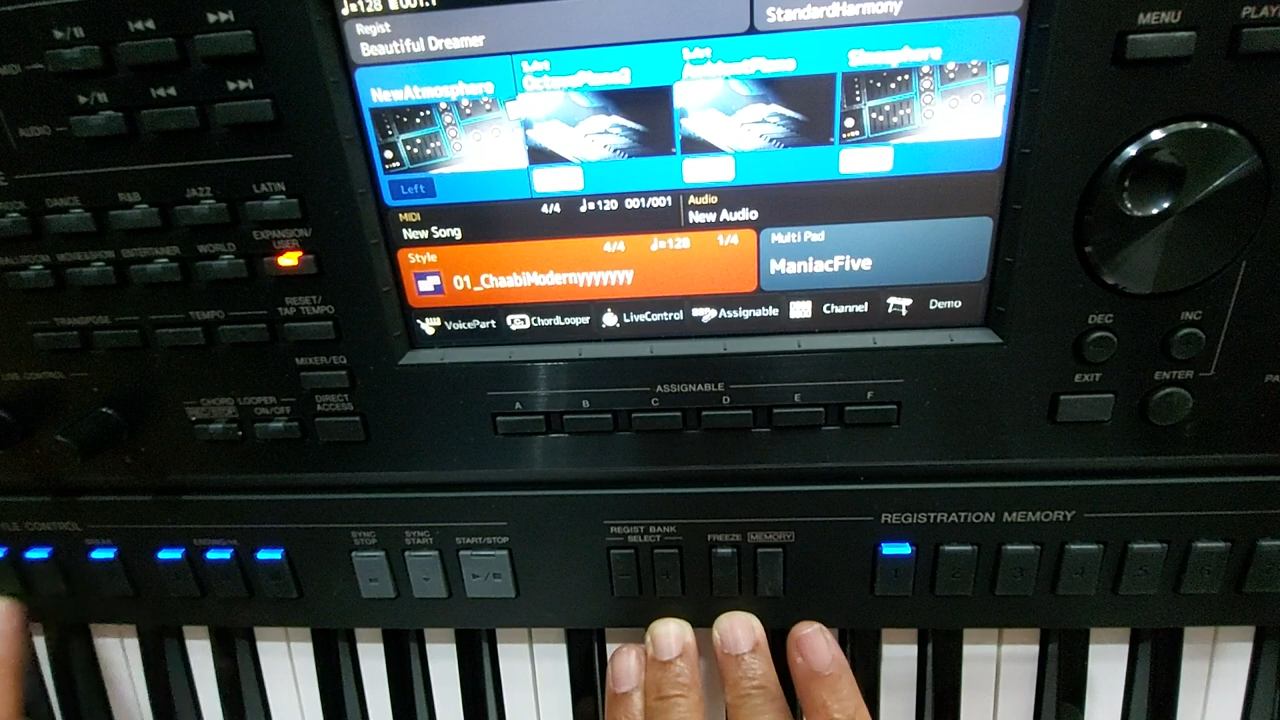 ♩=128
001:1
MENU
Regist
Beautiful Dreamer
StandardHarmony
NewAtmosphere
OctavePiano2
AmbientPiano
Left
MIDI
4/4 ♩=120 001/001
New Song
Audio
New Audio
Style
4/4 ♩=128 1/4
01_ChaabiModernyyyyyyy
Multi Pad
ManiacFive
VoicePart
ChordLooper
LiveControl
Assignable
Channel
Demo
AUDIO
DANCE
R&B
JAZZ
LATIN
ENTERTAINER
WORLD
EXPANSION/
USER
TRANSPOSE
TEMPO
RESET/
TAP TEMPO
MIXER/EQ
CHORD LOOPER
ON/OFF
DIRECT
ACCESS
ASSIGNABLE
A B C D E F
DEC
INC
EXIT
ENTER
SYNC
STOP
SYNC
START
START/STOP
REGIST BANK
SELECT
- +
FREEZE
MEMORY
REGISTRATION MEMORY
1 2 3 4 5 6